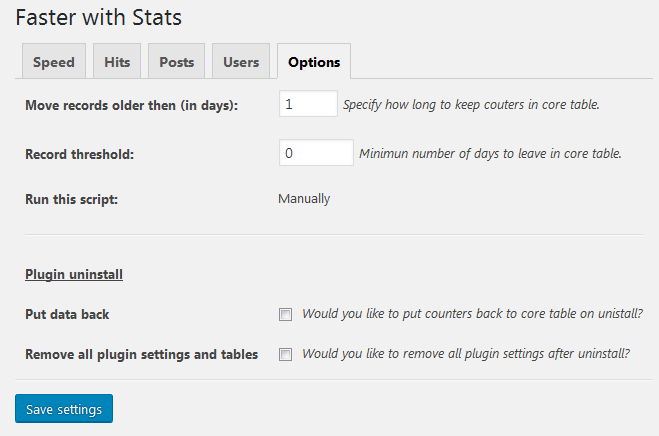 Faster with Stats
Speed Hits Posts Users Options
Move records older then (in days): 1 Specify how long to keep couters in core table.
Record threshold: 0 Minimun number of days to leave in core table.
Run this script: Manually
Plugin uninstall
Put data back Would you like to put counters back to core table on unistall?
Remove all plugin settings and tables Would you like to remove all plugin settings after uninstall?
Save settings